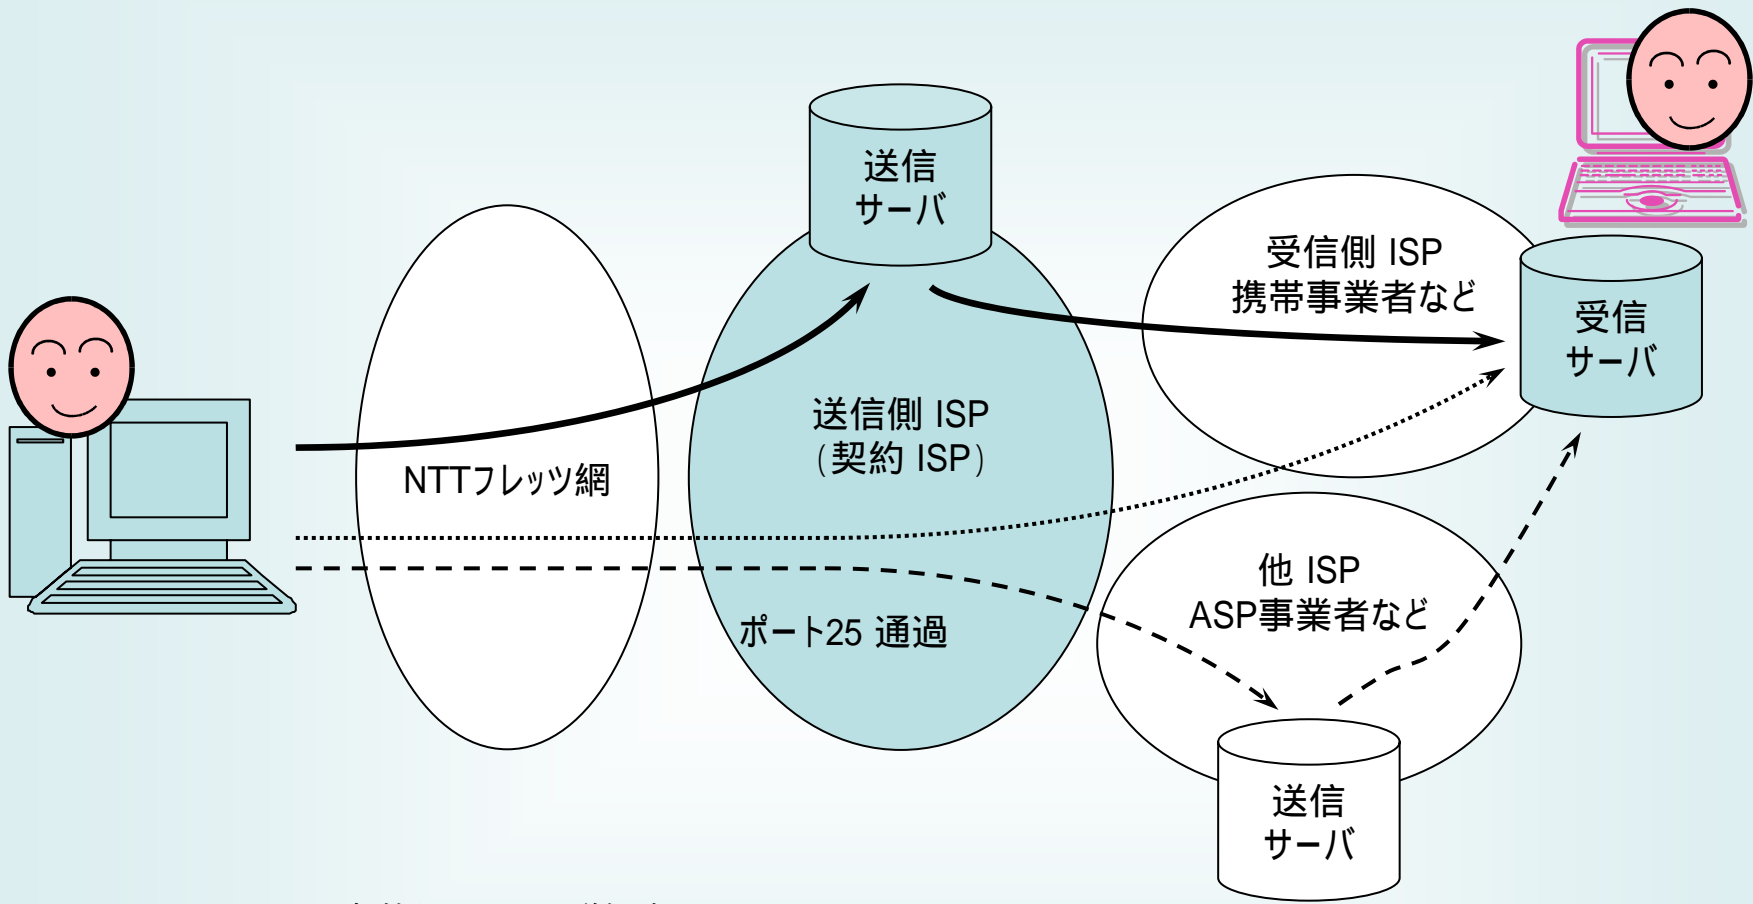 送信
サーバ
受信側 ISP
携帯事業者など
受信
サーバ
送信側 ISP
（契約 ISP）
NTTフレッツ網
他 ISP
ASP事業者など
ポート25 通過
送信
サーバ